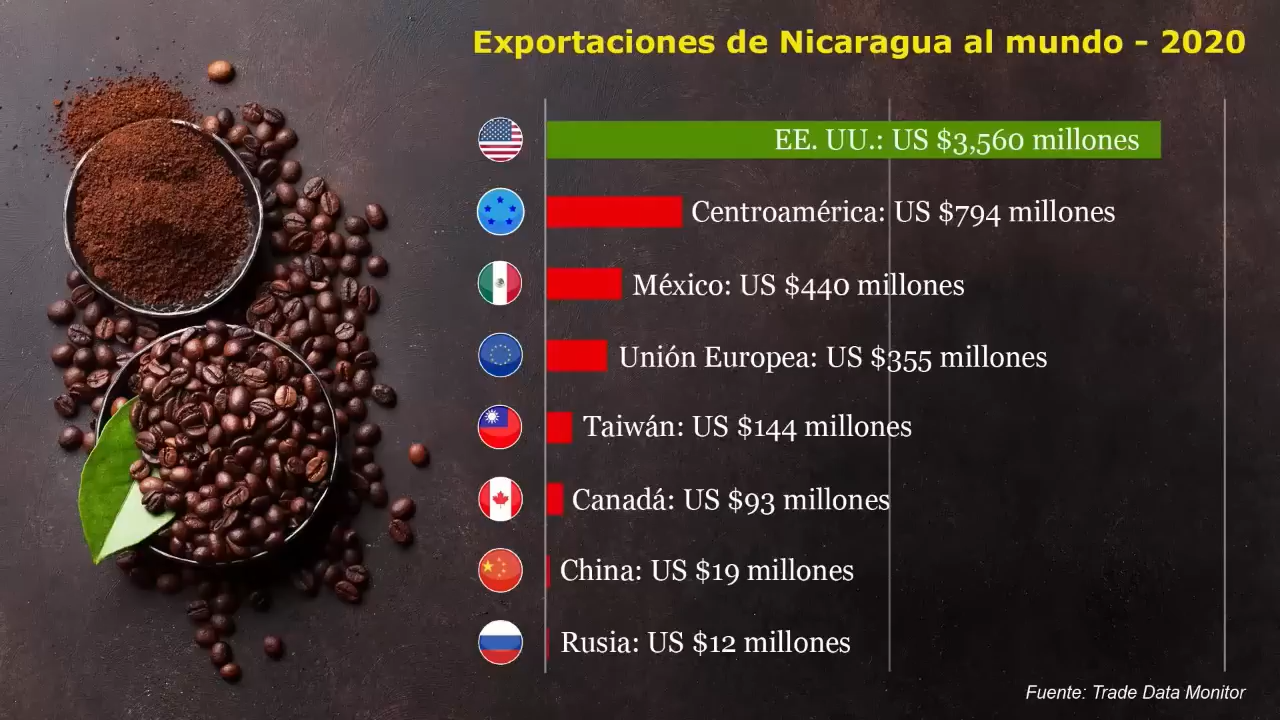 Exportaciones de Nicaragua al mundo - 2020
EE. UU.: US $3,560 millones
Centroamérica: US $794 millones
México: US $440 millones
Unión Europea: US $355 millones
Taiwán: US $144 millones
Canadá: US $93 millones
China: US $19 millones
Rusia: US $12 millones
Fuente: Trade Data Monitor